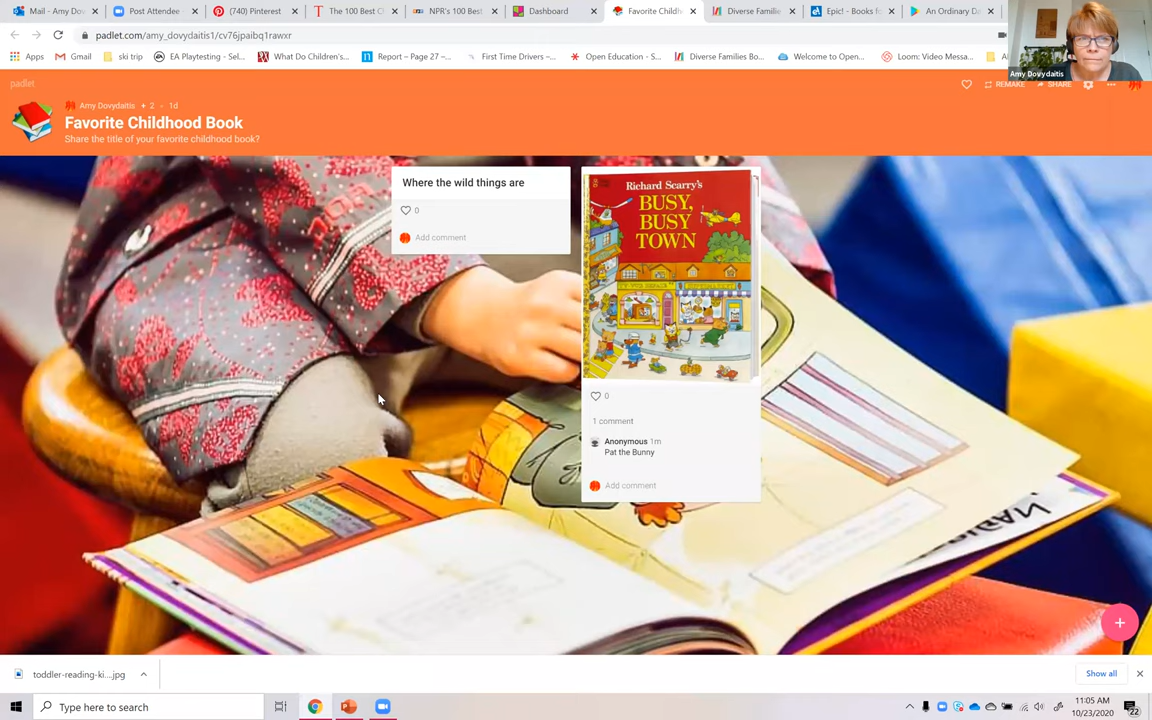 Mail - Amy Dov
Post Attendee
(740) Pinterest
The 100 Best C
NPR's 100 Best
Dashboard
Favorite Childh
Diverse Familie
Epic! - Books fo
An Ordinary Da
padlet.com/amy_dovydaitis1/cv76jpaibq1rawxr
Apps
Gmail
ski trip
EA Playtesting - Sel...
What Do Children's...
Report – Page 27 –...
First Time Drivers –...
Open Education - S...
Diverse Families Bo...
Welcome to Open...
Loom: Video Messa...
Amy Dovydaitis
padlet
REMAKE
SHARE
Amy Dovydaitis + 2 · 1d
Favorite Childhood Book
Share the title of your favorite childhood book?
Where the wild things are
0
Add comment
Richard Scarry's
BUSY,
BUSY
TOWN
0
1 comment
Anonymous 1m
Pat the Bunny
Add comment
toddler-reading-ki....jpg
Show all
Type here to search
11:05 AM
10/23/2020
22